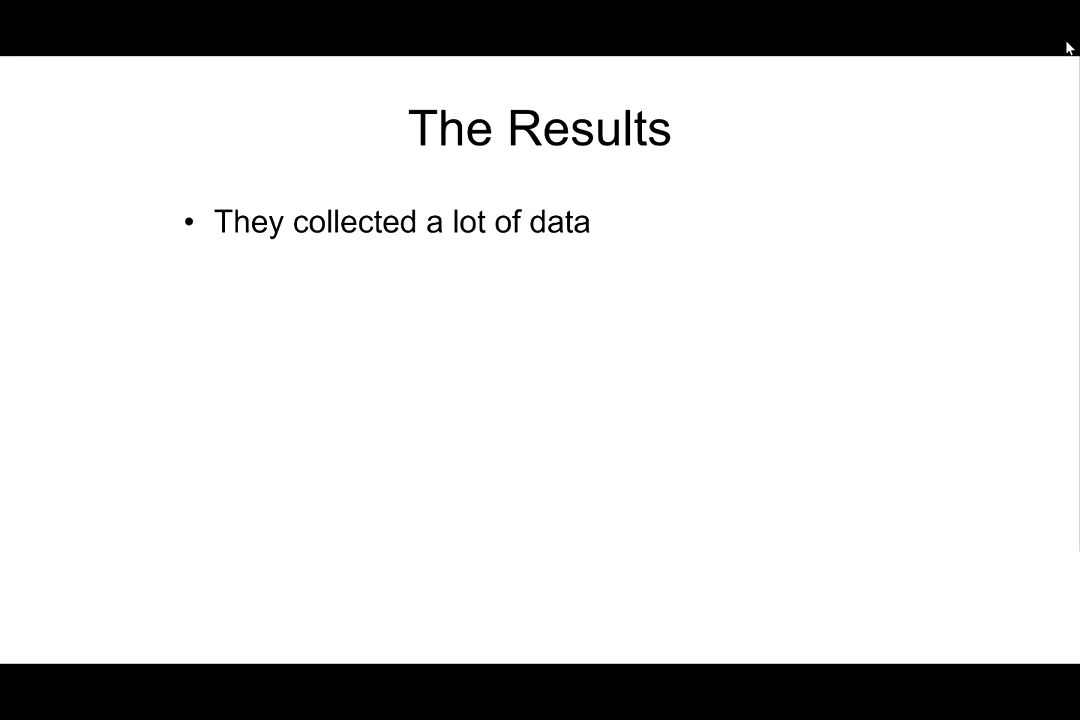 The Results
• They collected a lot of data